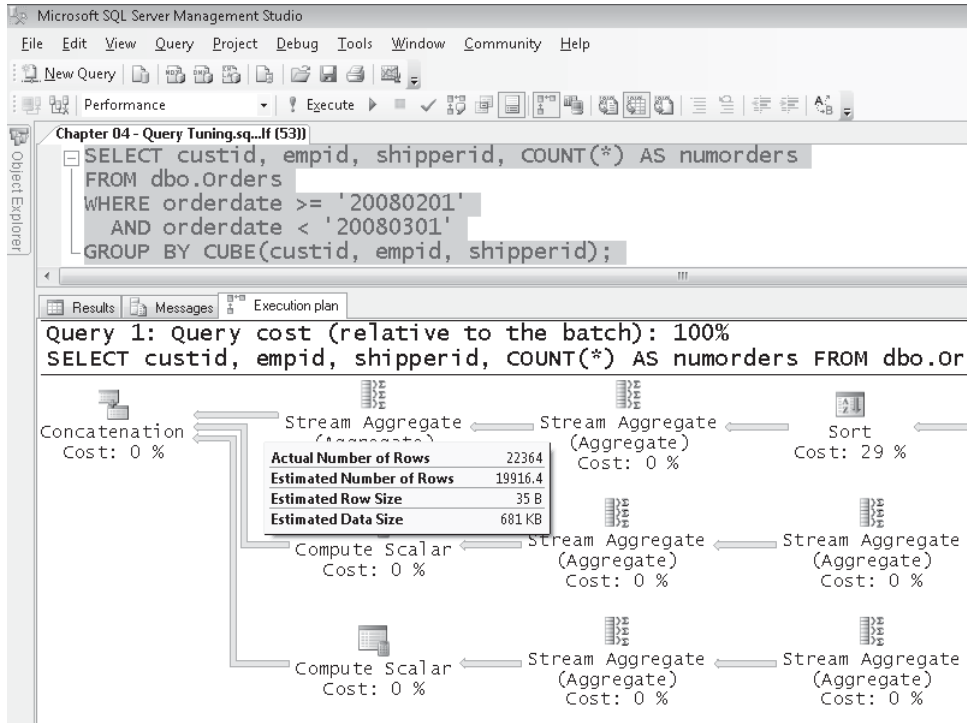 Microsoft SQL Server Management Studio
File Edit View Query Project Debug Tools Window Community Help
New Query
Performance Execute
Chapter 04 - Query Tuning.sq...lf (53))
Object Explorer
SELECT custid, empid, shipperid, COUNT(*) AS numorders
FROM dbo.Orders
WHERE orderdate >= '20080201'
AND orderdate < '20080301'
GROUP BY CUBE(custid, empid, shipperid);
Results Messages Execution plan
Query 1: Query cost (relative to the batch): 100%
SELECT custid, empid, shipperid, COUNT(*) AS numorders FROM dbo.Or
Concatenation
Cost: 0 %
Stream Aggregate
(Aggregate)
Stream Aggregate
(Aggregate)
Cost: 0 %
Sort
Cost: 29 %
Actual Number of Rows 22364
Estimated Number of Rows 19916.4
Estimated Row Size 35 B
Estimated Data Size 681 KB
Compute Scalar
Cost: 0 %
Stream Aggregate
(Aggregate)
Cost: 0 %
Stream Aggregate
(Aggregate)
Cost: 0 %
Compute Scalar
Cost: 0 %
Stream Aggregate
(Aggregate)
Cost: 0 %
Stream Aggregate
(Aggregate)
Cost: 0 %